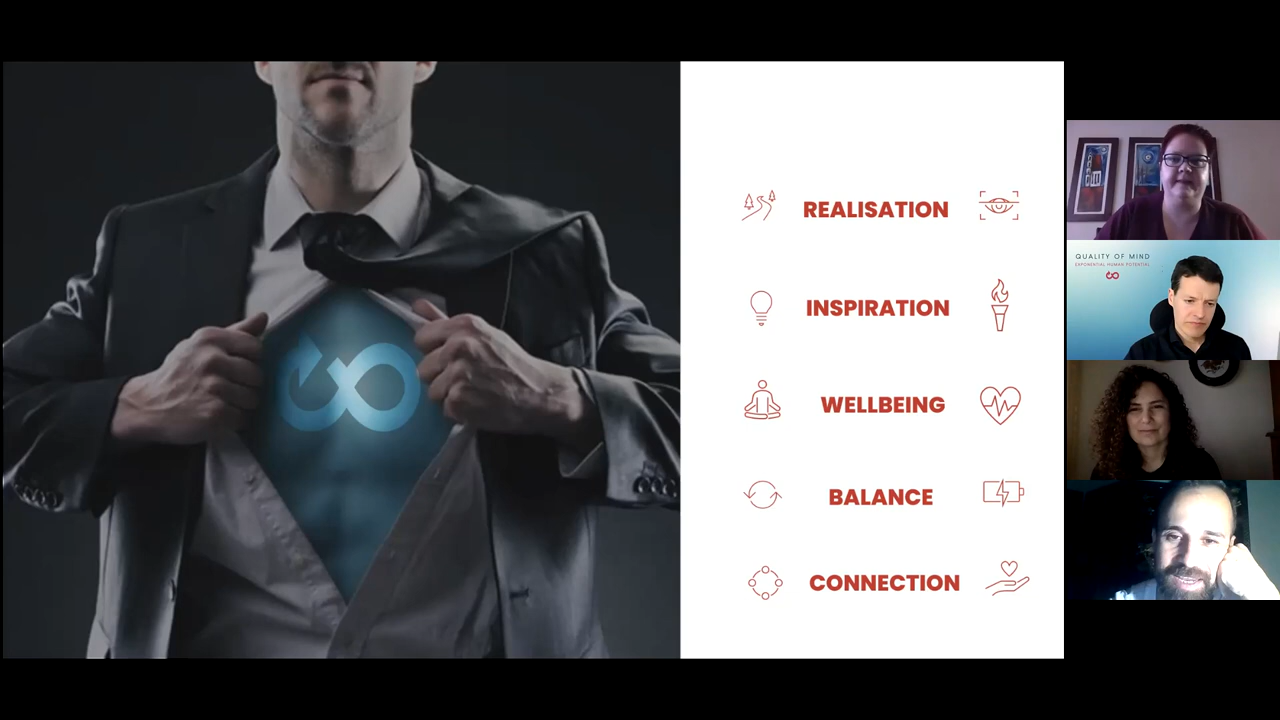 REALISATION
INSPIRATION
WELLBEING
BALANCE
CONNECTION
QUALITY OF MIND
EXPONENTIAL HUMAN POTENTIAL